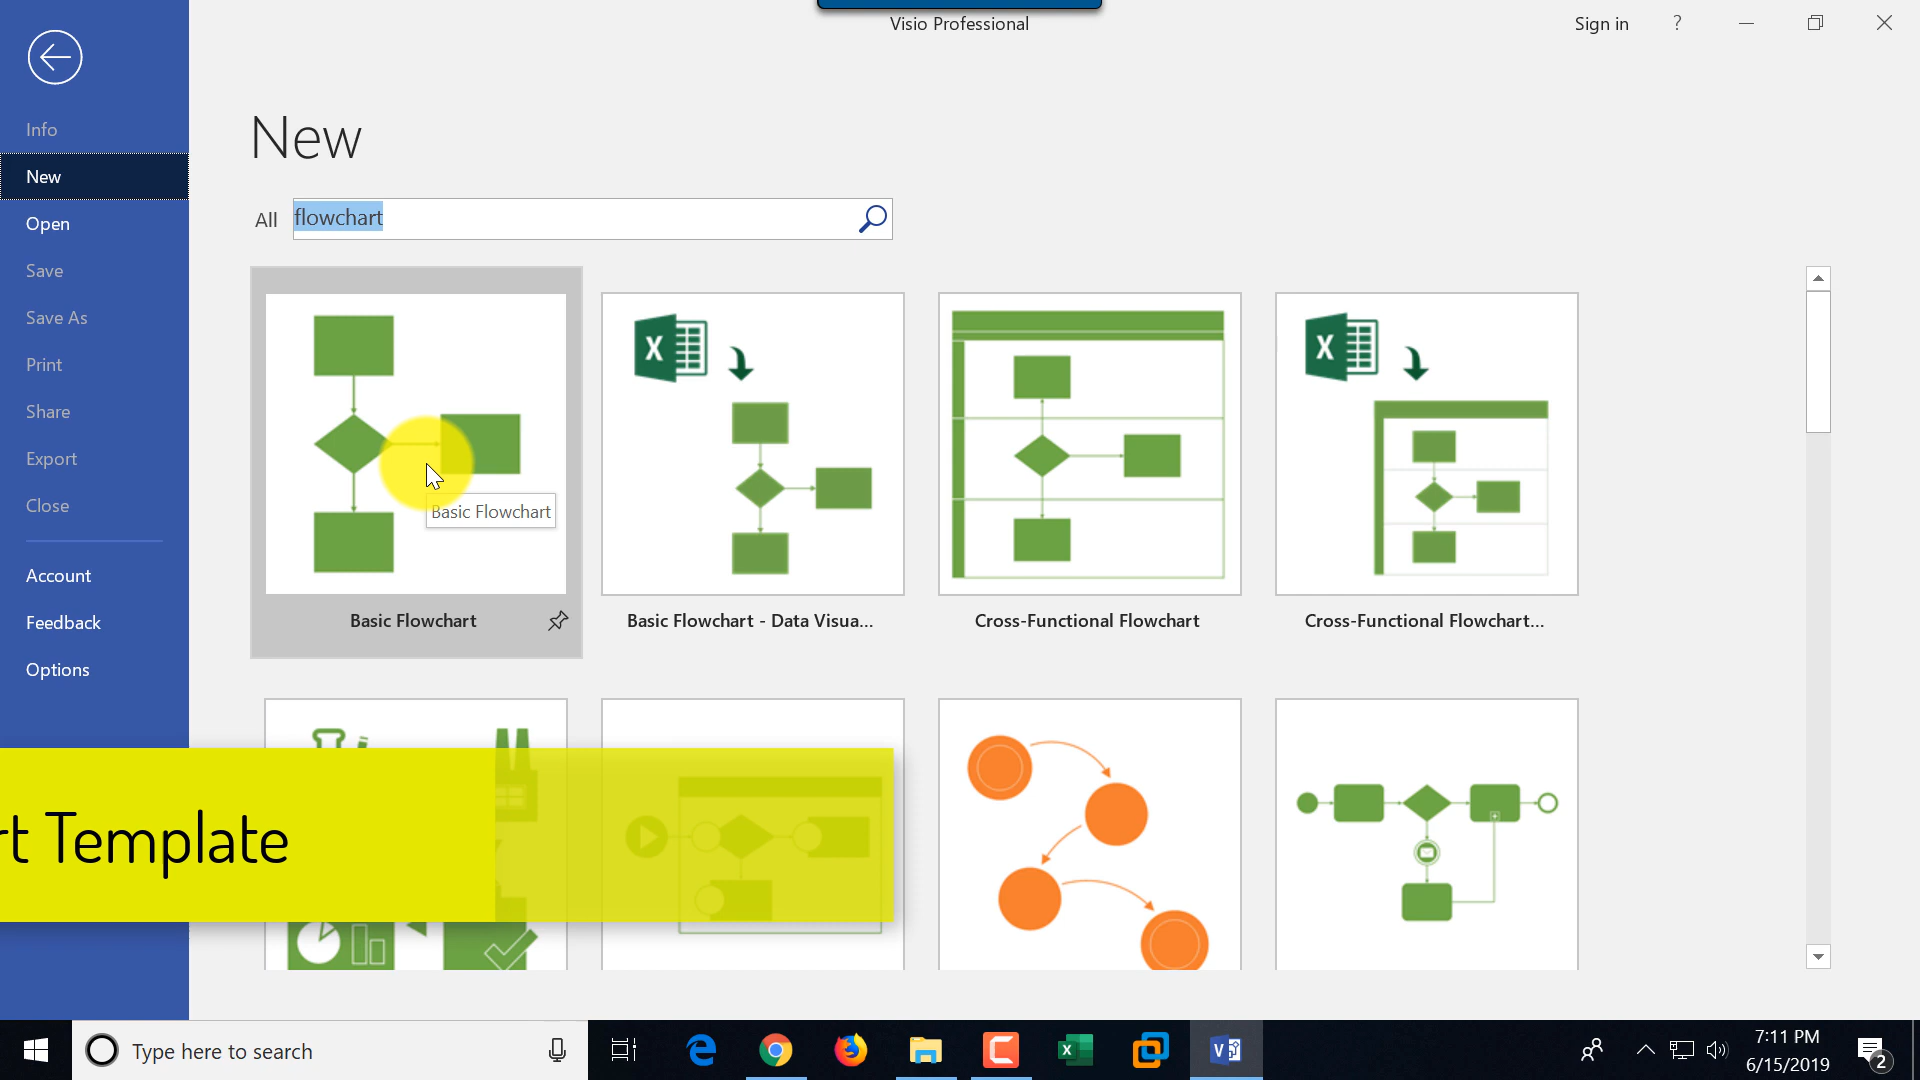 Visio Professional
Sign in
?
Info
New
Open
Save
Save As
Print
Share
Export
Close
Account
Feedback
Options
New
All
flowchart
X
X
Basic Flowchart
Basic Flowchart
Basic Flowchart - Data Visua...
Cross-Functional Flowchart
Cross-Functional Flowchart...
rt Template
Type here to search
7:11 PM
6/15/2019
2